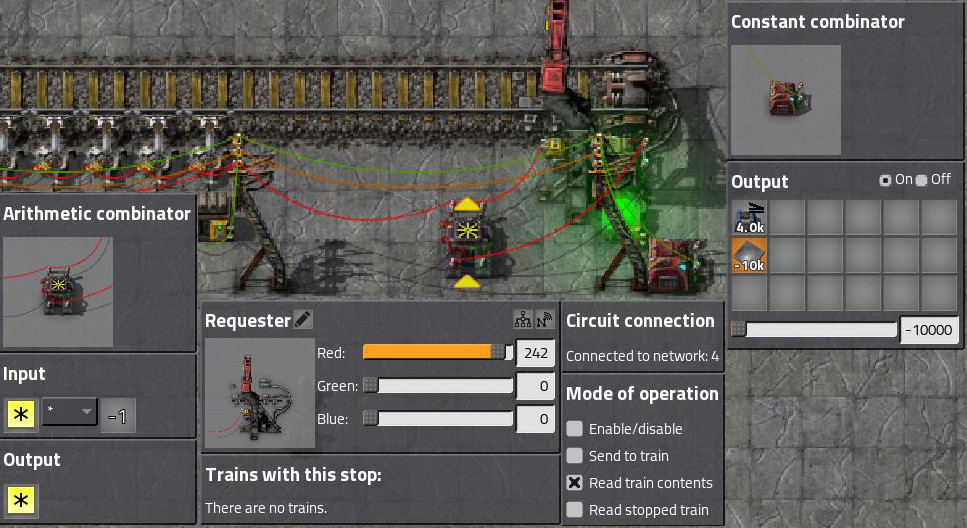 Constant combinator
Output
On
Off
4.0k
-10k
-10000
Arithmetic combinator
Input
* * -1
Output
*
Requester
Red: 242
Green: 0
Blue: 0
Trains with this stop:
There are no trains.
Circuit connection
Connected to network: 4
Mode of operation
Enable/disable
Send to train
Read train contents
Read stopped train